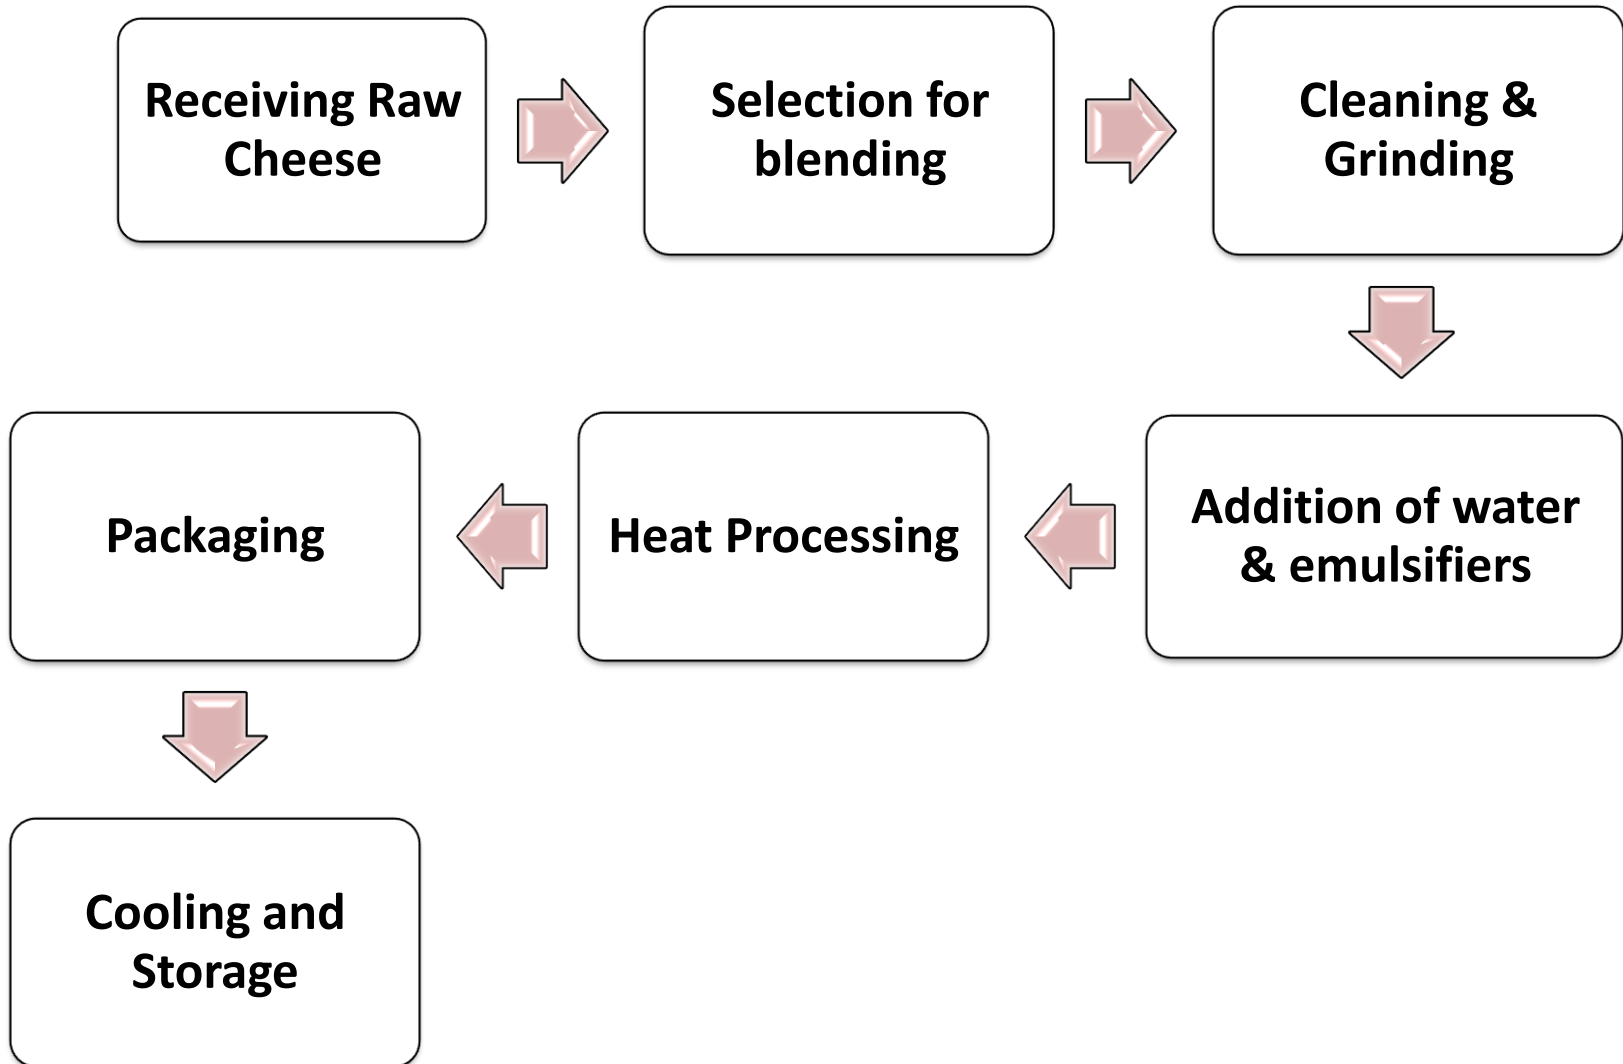 Receiving Raw
Cheese
Selection for
blending
Cleaning &
Grinding
Addition of water
& emulsifiers
Heat Processing
Packaging
Cooling and
Storage